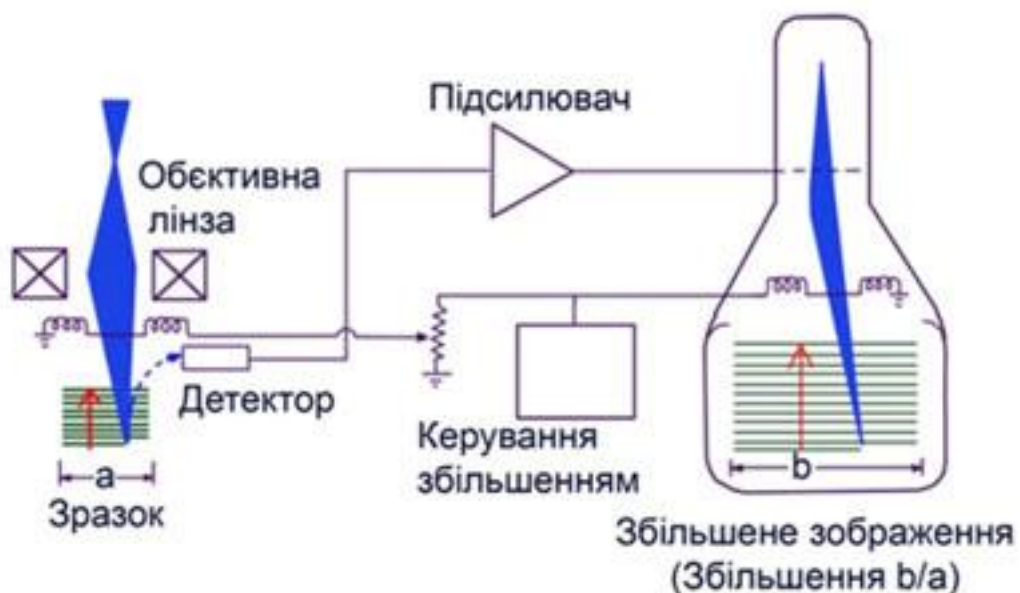 Підсилювач
Обєктивна
лінза
Детектор
Керування
збільшенням
a
Зразок
b
Збільшене зображення
(Збільшення b/a)